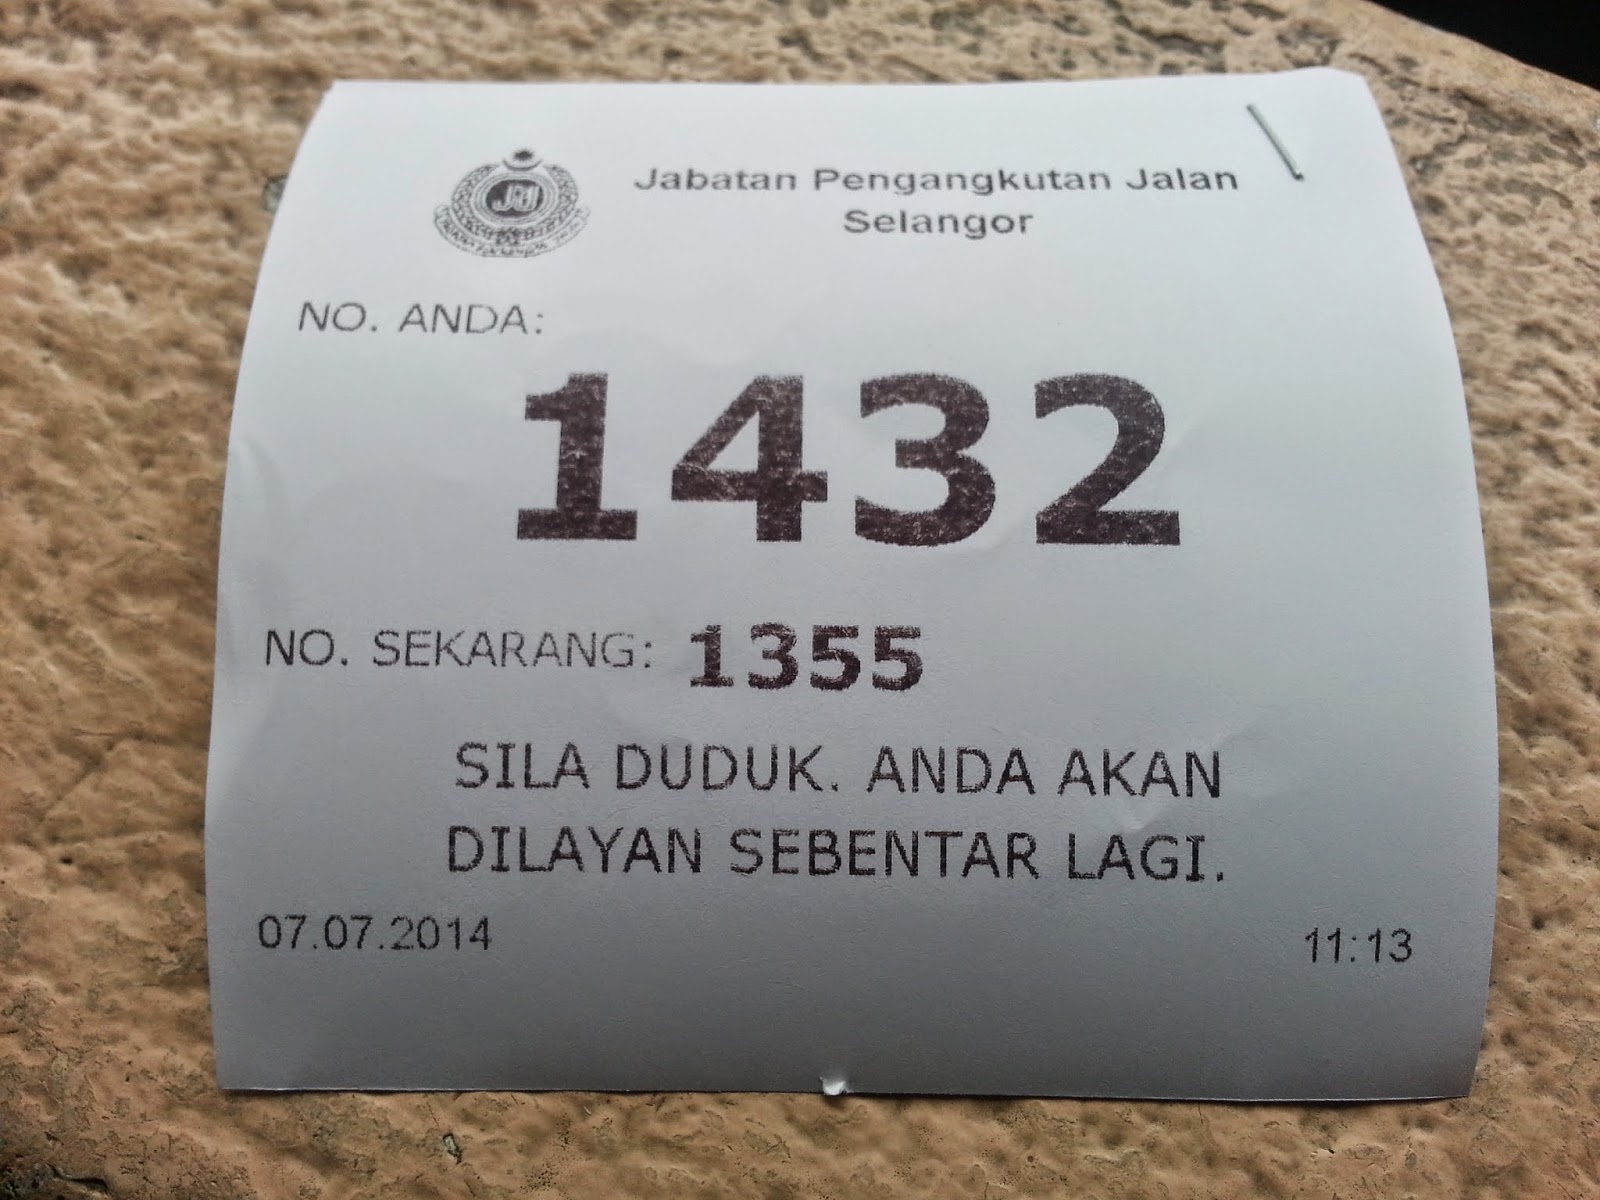 JPJ
Jabatan Pengangkutan Jalan
Selangor
NO. ANDA:
1432
NO. SEKARANG: 1355
SILA DUDUK. ANDA AKAN
DILAYAN SEBENTAR LAGI.
07.07.2014 11:13